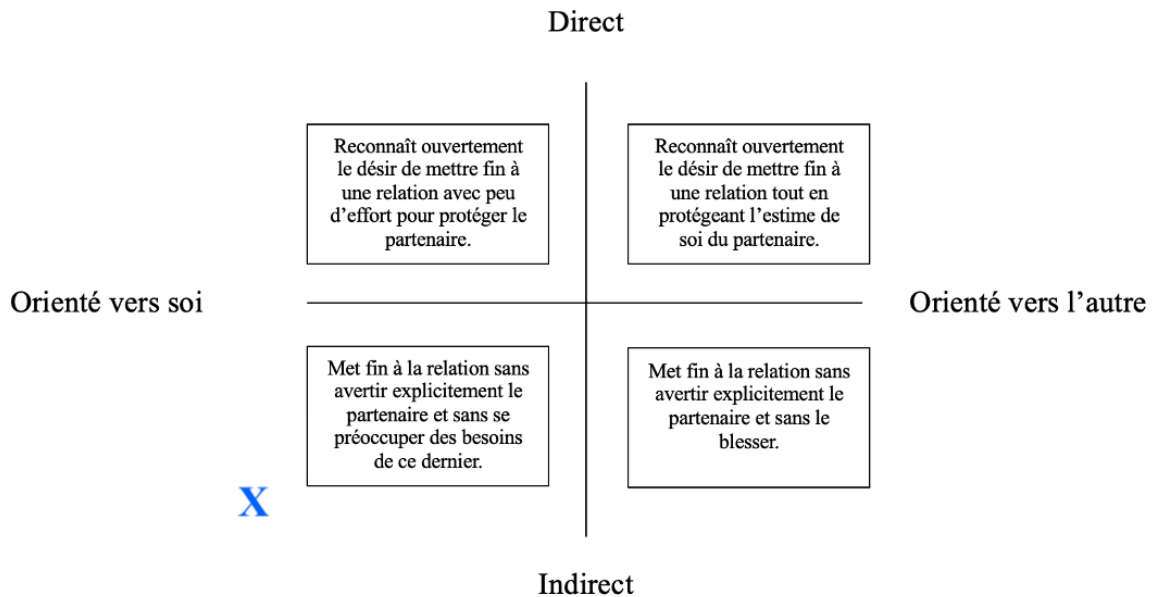 Direct
Reconnaît ouvertement
le désir de mettre fin à
une relation avec peu
d’effort pour protéger le
partenaire.
Reconnaît ouvertement
le désir de mettre fin à
une relation tout en
protégeant l’estime de
soi du partenaire.
Orienté vers soi
Orienté vers l’autre
Met fin à la relation sans
avertir explicitement le
partenaire et sans se
préoccuper des besoins
de ce dernier.
Met fin à la relation sans
avertir explicitement le
partenaire et sans le
blesser.
X
Indirect